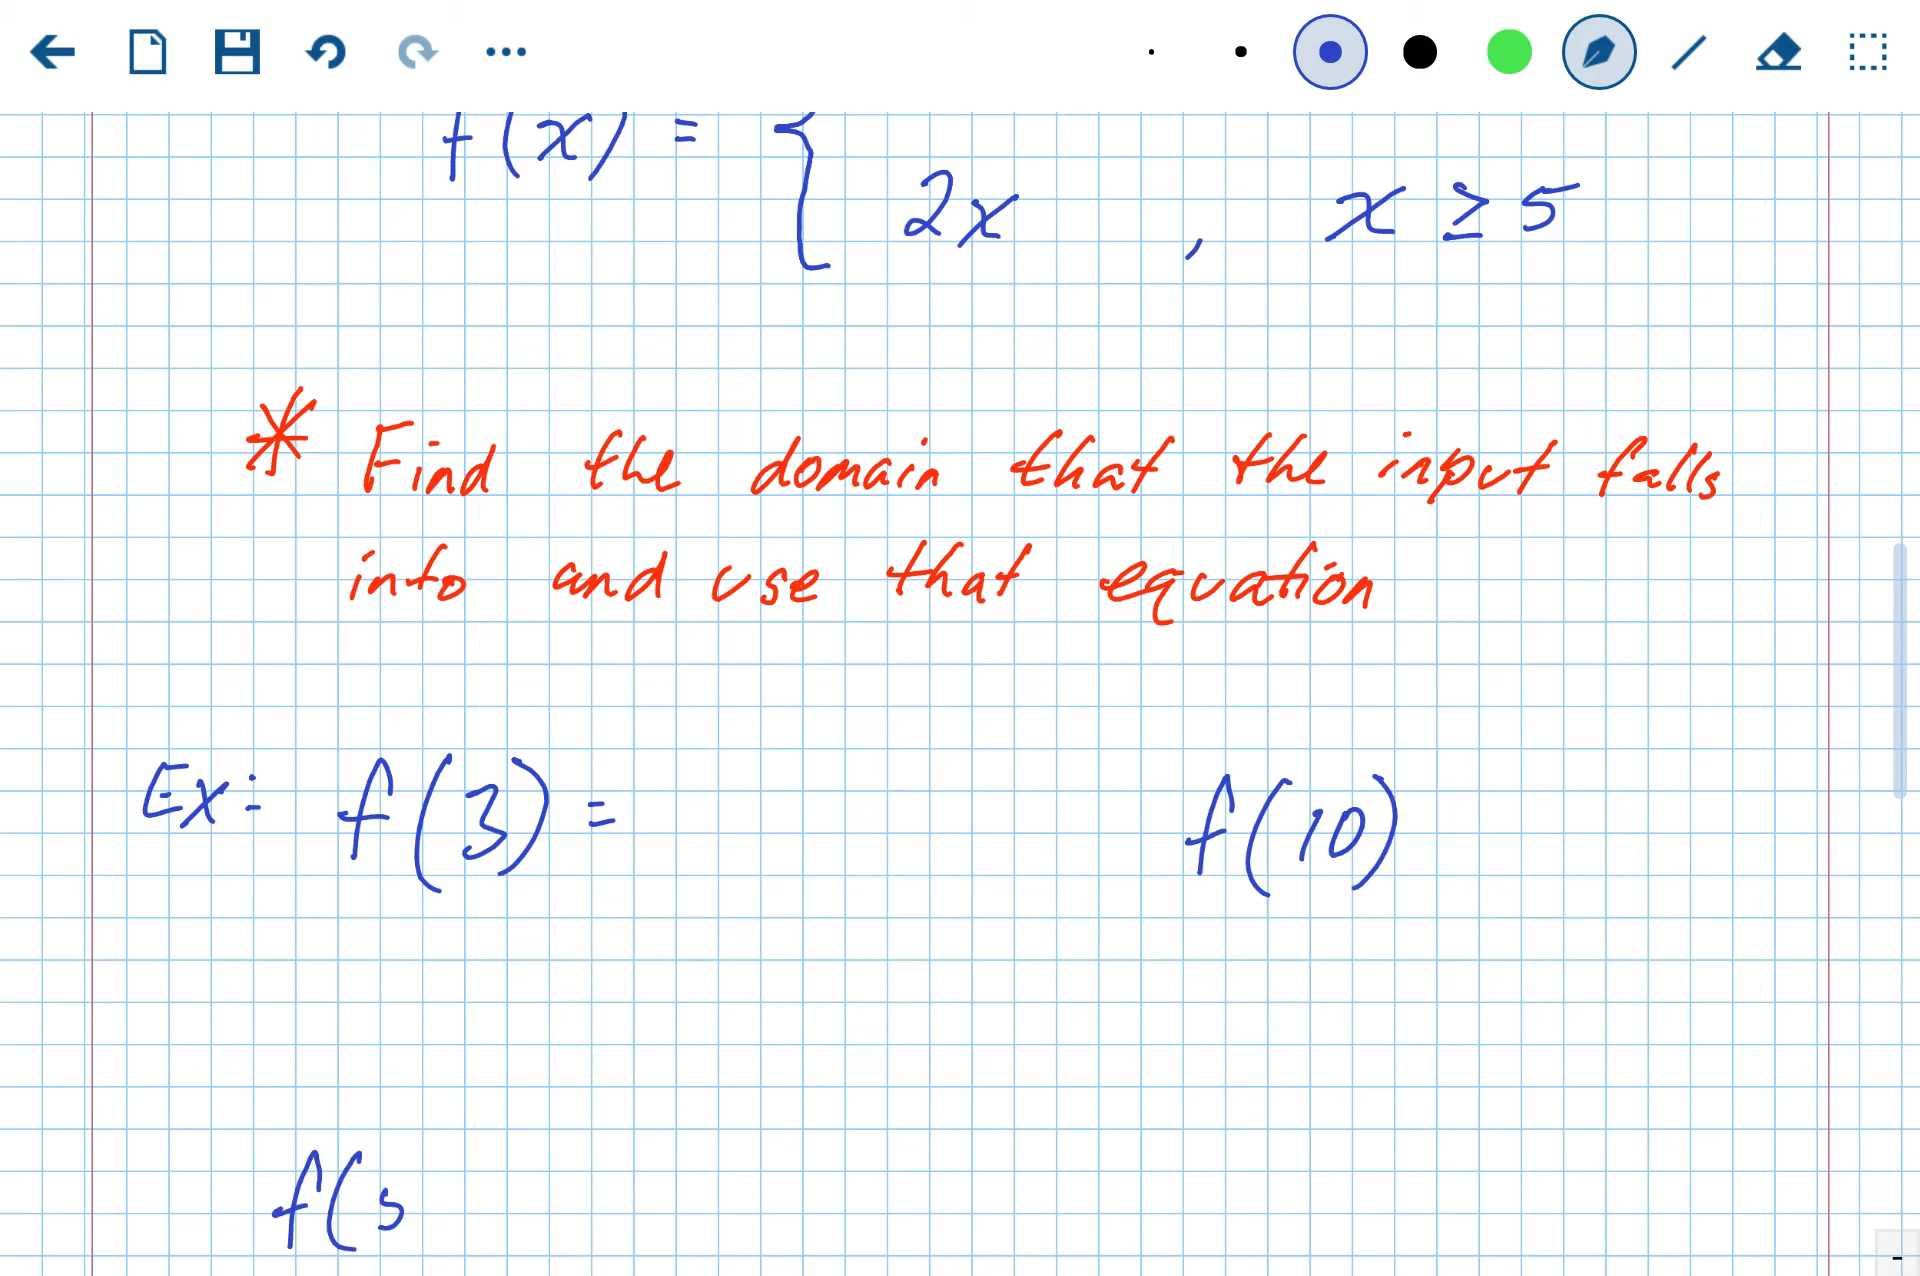 f(x) = {
2x , x ≥ 5
* Find the domain that the input falls
into and use that equation
Ex: f(3) = f(10)
f(5